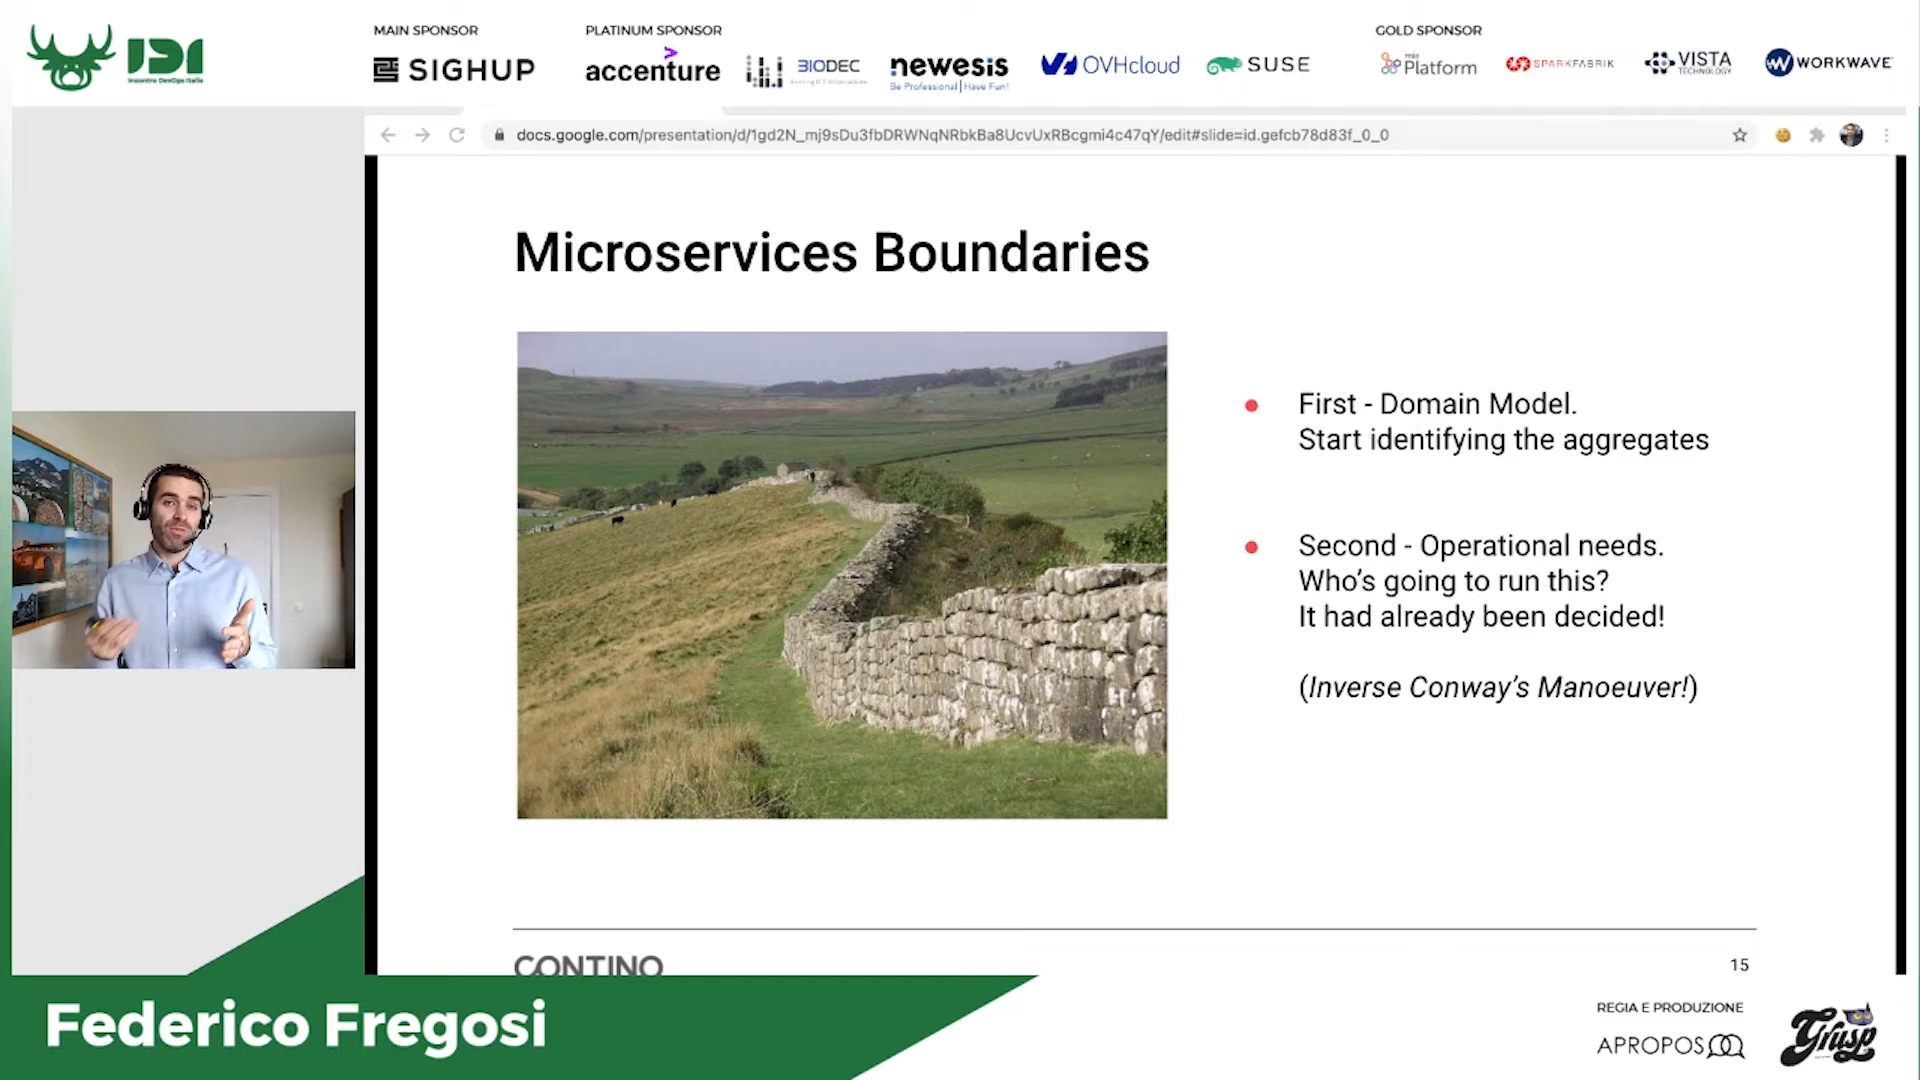 IDI
Incontro DevOps Italia
MAIN SPONSOR
SIGHUP
PLATINUM SPONSOR
accenture
BIODEC
newesis
Be Professional | Have Fun!
OVHcloud
SUSE
GOLD SPONSOR
mia
Platform
SPARKFABRIK
VISTA
TECHNOLOGY
WORKWAVE
docs.google.com/presentation/d/1gd2N_mj9sDu3fbDRWNqNRbkBa8UcvUxRBcgmi4c47qY/edit#slide=id.gefcb78d83f_0_0
Microservices Boundaries
First - Domain Model.
Start identifying the aggregates
Second - Operational needs.
Who's going to run this?
It had already been decided!
(Inverse Conway's Manoeuver!)
CONTINO
15
Federico Fregosi
REGIA E PRODUZIONE
APROPOS
Grusp